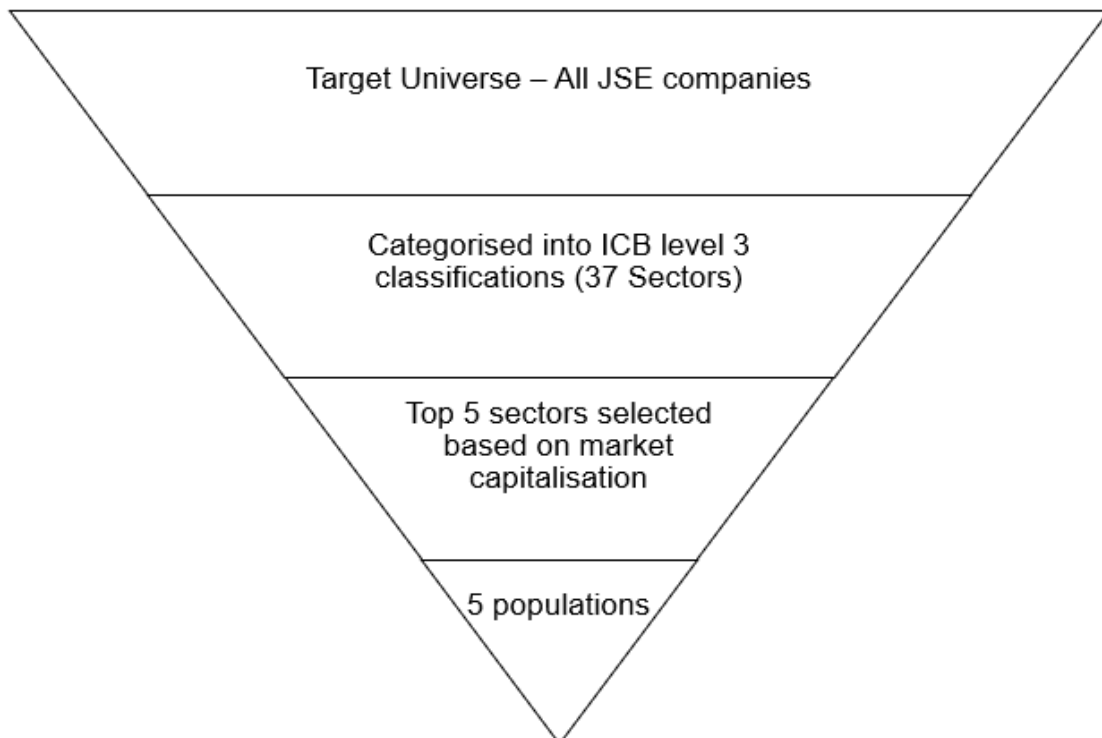 Target Universe – All JSE companies
Categorised into ICB level 3
classifications (37 Sectors)
Top 5 sectors selected
based on market
capitalisation
5 populations